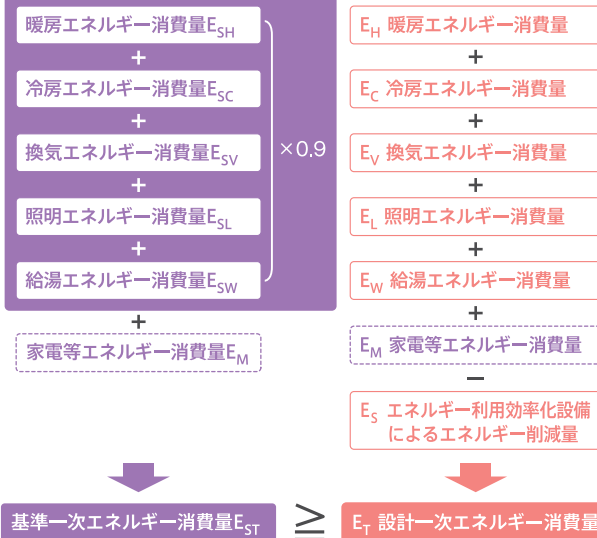 暖房エネルギー消費量ESH
+
冷房エネルギー消費量ESC
+
換気エネルギー消費量ESV
+
照明エネルギー消費量ESL
+
給湯エネルギー消費量ESW
×0.9
+
家電等エネルギー消費量EM
基準一次エネルギー消費量EST
≧
EH 暖房エネルギー消費量
+
EC 冷房エネルギー消費量
+
EV 換気エネルギー消費量
+
EL 照明エネルギー消費量
+
EW 給湯エネルギー消費量
+
EM 家電等エネルギー消費量
−
ES エネルギー利用効率化設備
によるエネルギー削減量
ET 設計一次エネルギー消費量